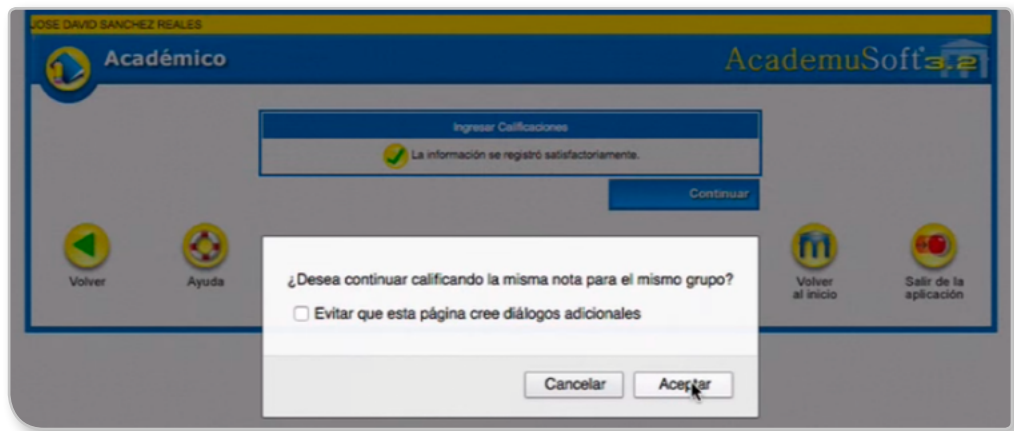 JOSE DAVID SANCHEZ REALES
Académico
AcademuSoft 3.2
Ingresar Calificaciones
La información se registró satisfactoriamente.
Continuar
Volver
Ayuda
Volver
al inicio
Salir de la
aplicación
¿Desea continuar calificando la misma nota para el mismo grupo?
Evitar que esta página cree diálogos adicionales
Cancelar
Aceptar